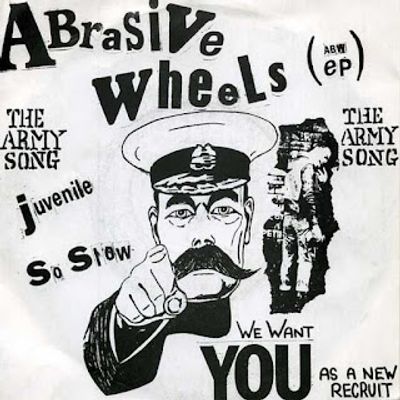 Abrasive
Wheels
(ABW
ep)
THE
ARMY
SONG
THE
ARMY
SONG
juvenile
So Slow
WE WANT
YOU
AS A NEW
RECRUIT